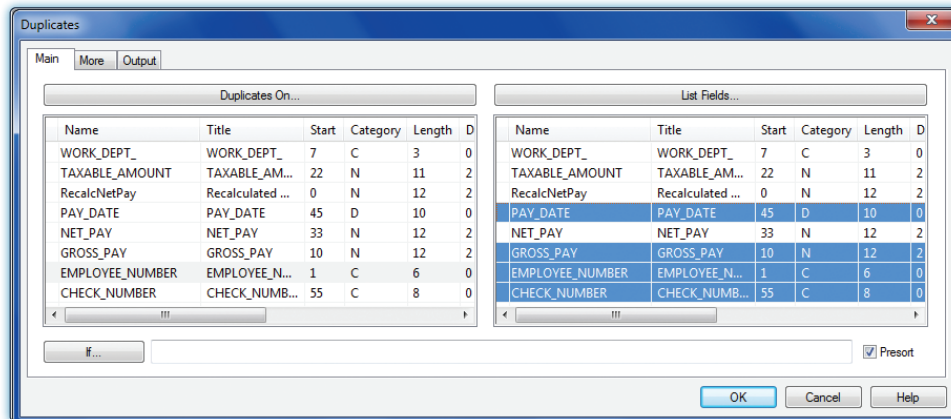 Duplicates
Main More Output
Duplicates On... List Fields...
Name Title Start Category Length D Name Title Start Category Length D
WORK_DEPT_ WORK_DEPT_ 7 C 3 0 WORK_DEPT_ WORK_DEPT_ 7 C 3 0
TAXABLE_AMOUNT TAXABLE_AM... 22 N 11 2 TAXABLE_AMOUNT TAXABLE_AM... 22 N 11 2
RecalcNetPay Recalculated ... 0 N 12 2 RecalcNetPay Recalculated ... 0 N 12 2
PAY_DATE PAY_DATE 45 D 10 0 PAY_DATE PAY_DATE 45 D 10 0
NET_PAY NET_PAY 33 N 12 2 NET_PAY NET_PAY 33 N 12 2
GROSS_PAY GROSS_PAY 10 N 12 2 GROSS_PAY GROSS_PAY 10 N 12 2
EMPLOYEE_NUMBER EMPLOYEE_N... 1 C 6 0 EMPLOYEE_NUMBER EMPLOYEE_N... 1 C 6 0
CHECK_NUMBER CHECK_NUMB... 55 C 8 0 CHECK_NUMBER CHECK_NUMB... 55 C 8 0
If... Presort
OK Cancel Help